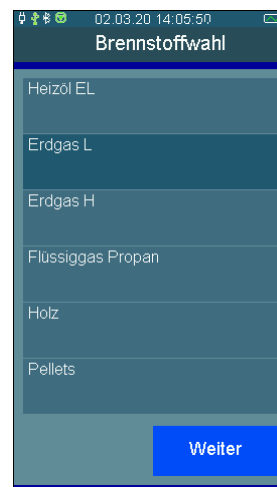 02.03.20 14:05:50
Brennstoffwahl
Heizöl EL
Erdgas L
Erdgas H
Flüssiggas Propan
Holz
Pellets
Weiter